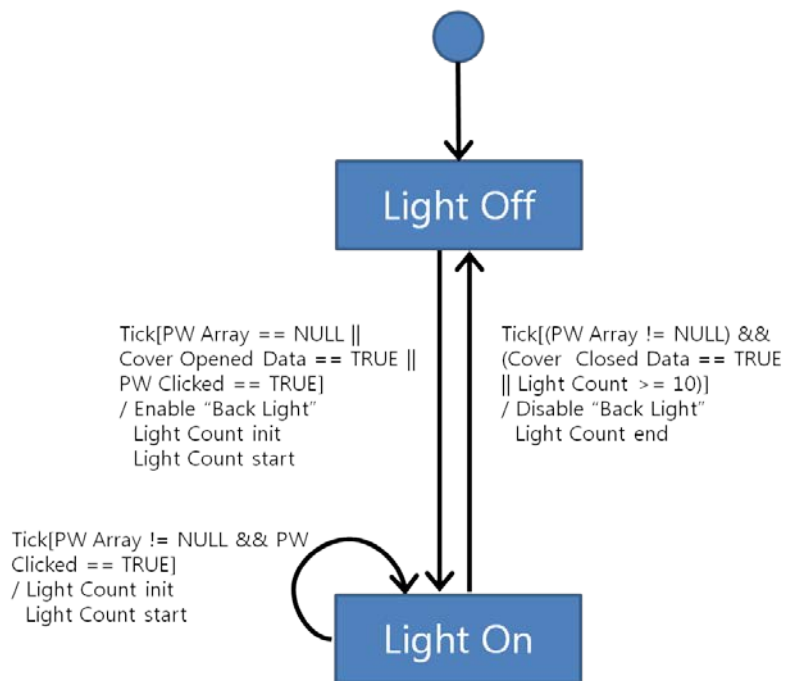 Light Off
Tick[PW Array == NULL ||
Cover Opened Data == TRUE ||
PW Clicked == TRUE]
/ Enable “Back Light”
Light Count init
Light Count start
Tick[(PW Array != NULL) &&
(Cover Closed Data == TRUE
|| Light Count >= 10)]
/ Disable “Back Light”
Light Count end
Tick[PW Array != NULL && PW
Clicked == TRUE]
/ Light Count init
Light Count start
Light On